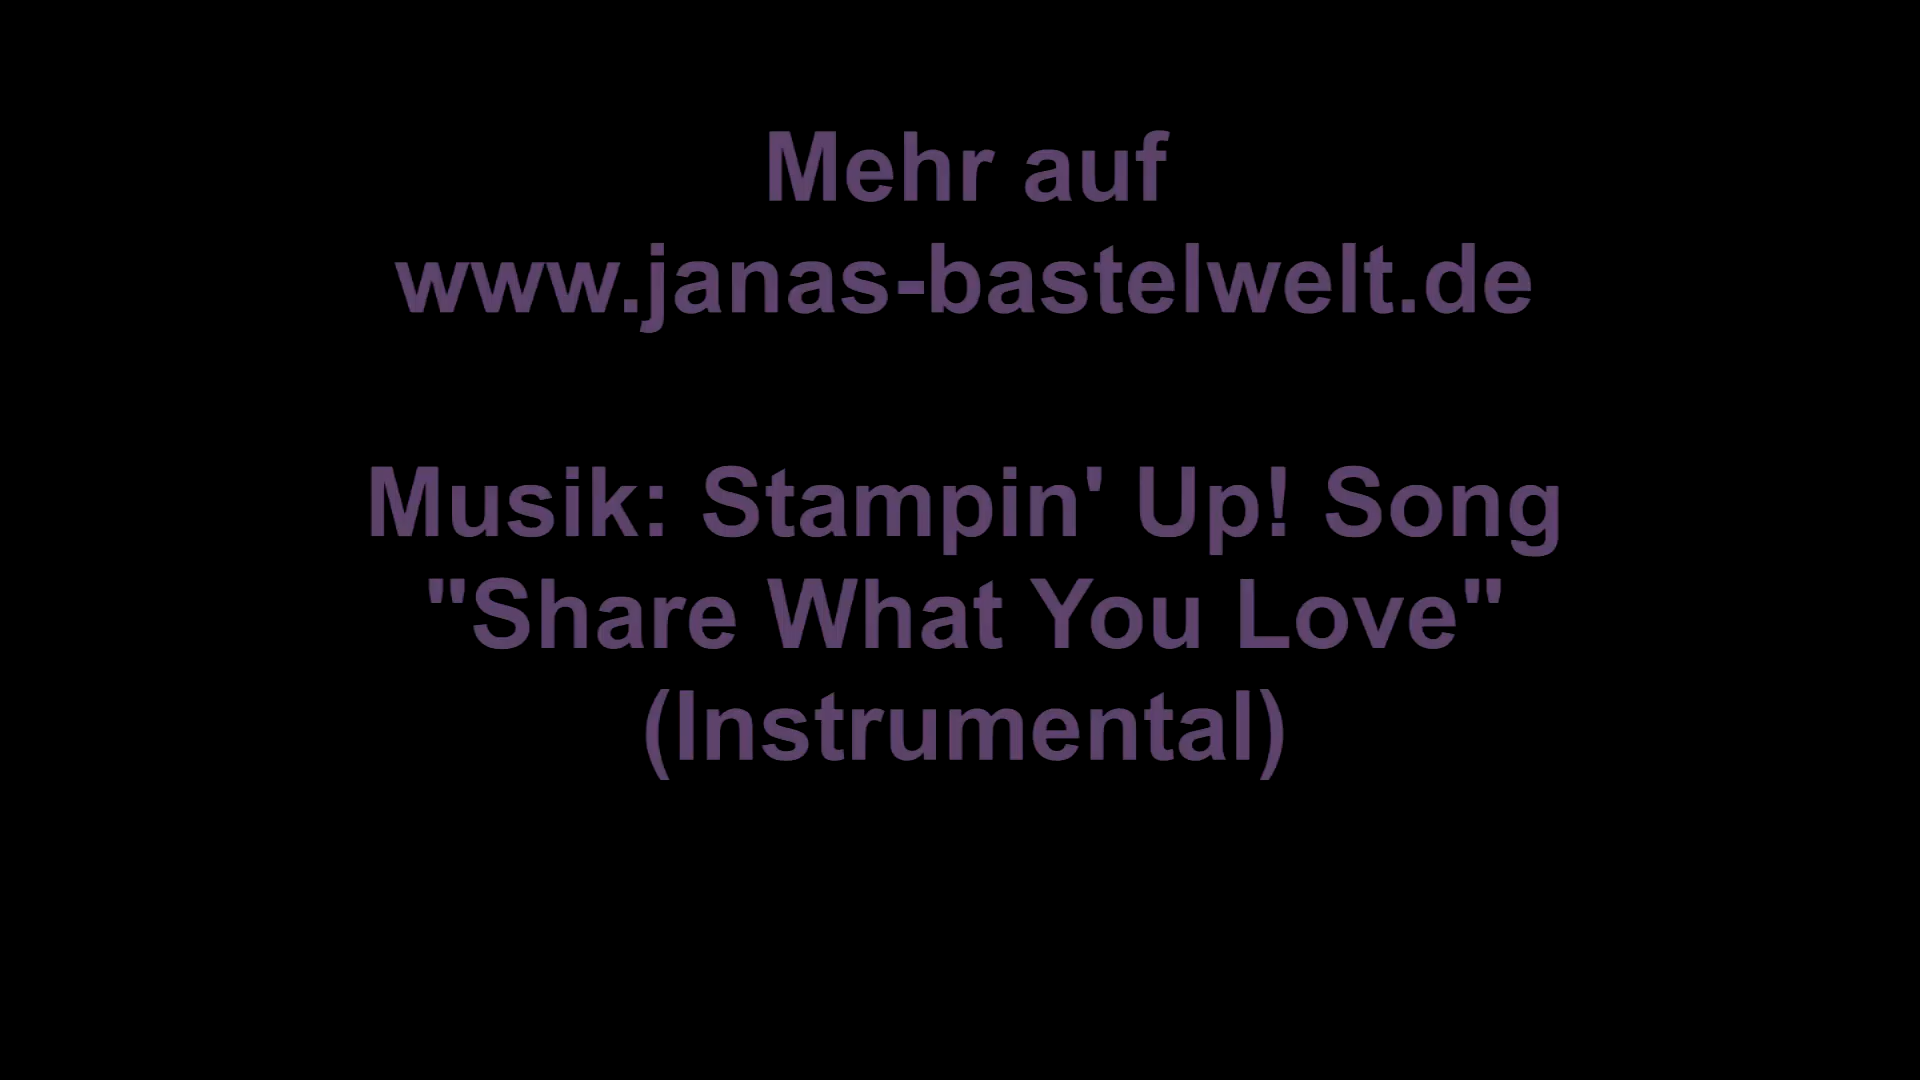 Mehr auf
www.janas-bastelwelt.de
Musik: Stampin' Up! Song
"Share What You Love"
(Instrumental)